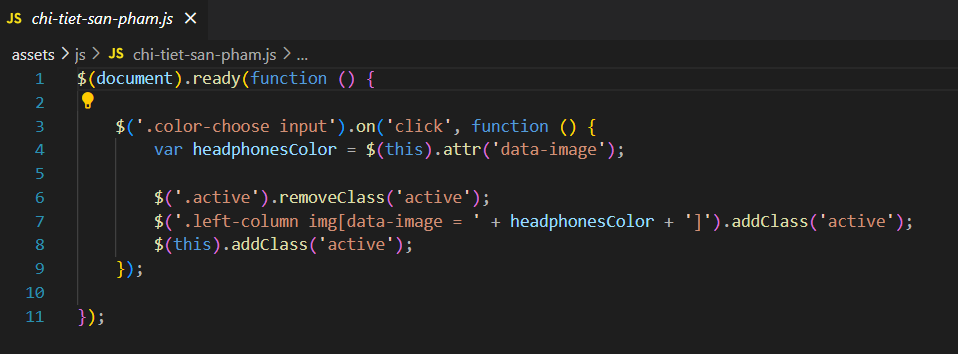 JS chi-tiet-san-pham.js ×
assets > js > JS chi-tiet-san-pham.js > ...
1 $(document).ready(function () {
2
3 $('.color-choose input').on('click', function () {
4 var headphonesColor = $(this).attr('data-image');
5
6 $('.active').removeClass('active');
7 $('.left-column img[data-image = ' + headphonesColor + ']').addClass('active');
8 $(this).addClass('active');
9 });
10
11 });